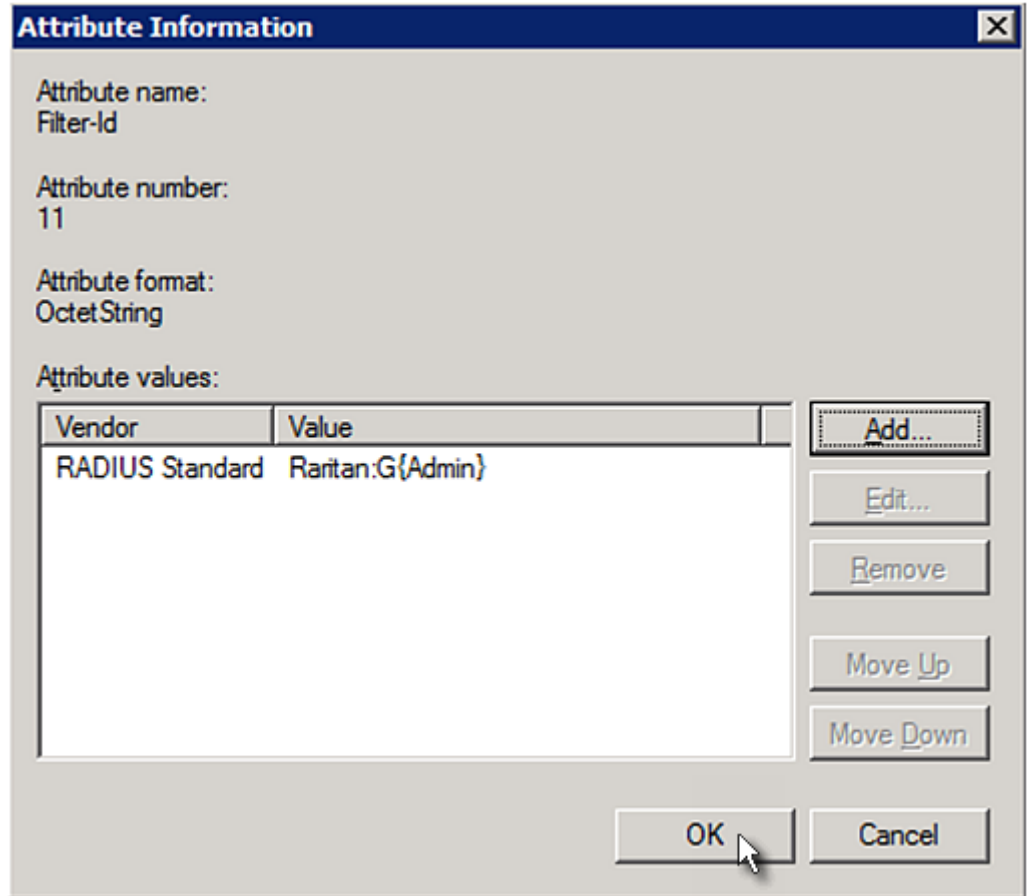 Attribute Information
Attribute name:
Filter-Id
Attribute number:
11
Attribute format:
OctetString
Attribute values:
Vendor Value
RADIUS Standard Raritan:G{Admin}
Add...
Edit...
Remove
Move Up
Move Down
OK Cancel